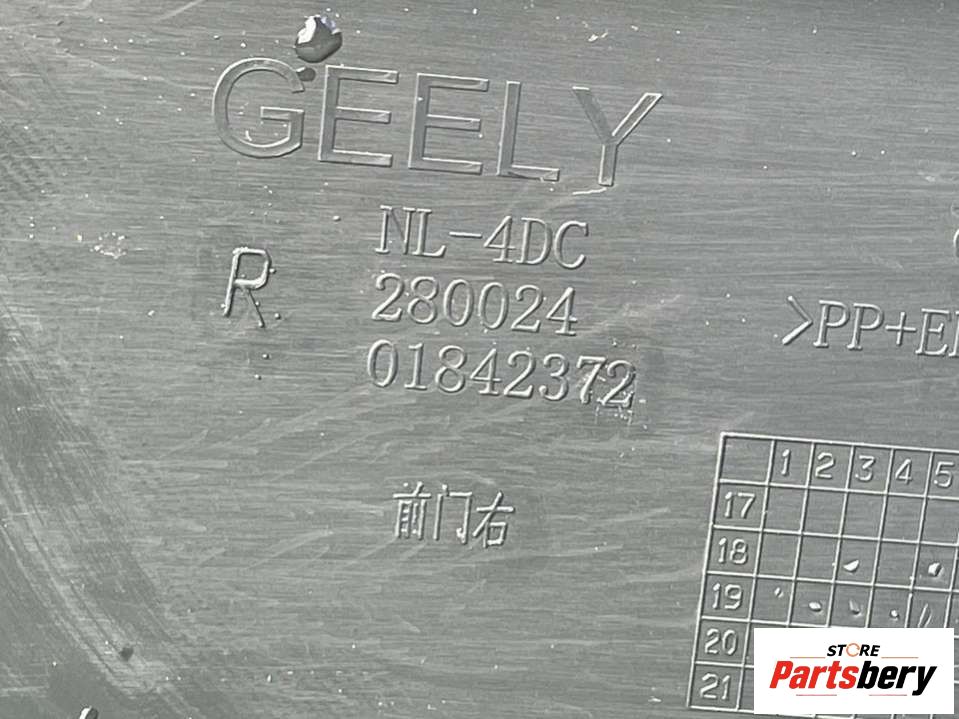 GEELY
R NL-4DC
280024
01842372
>PP+E
前门右
1 2 3 4 5
17
18
19
20
21
STORE
Partsbery